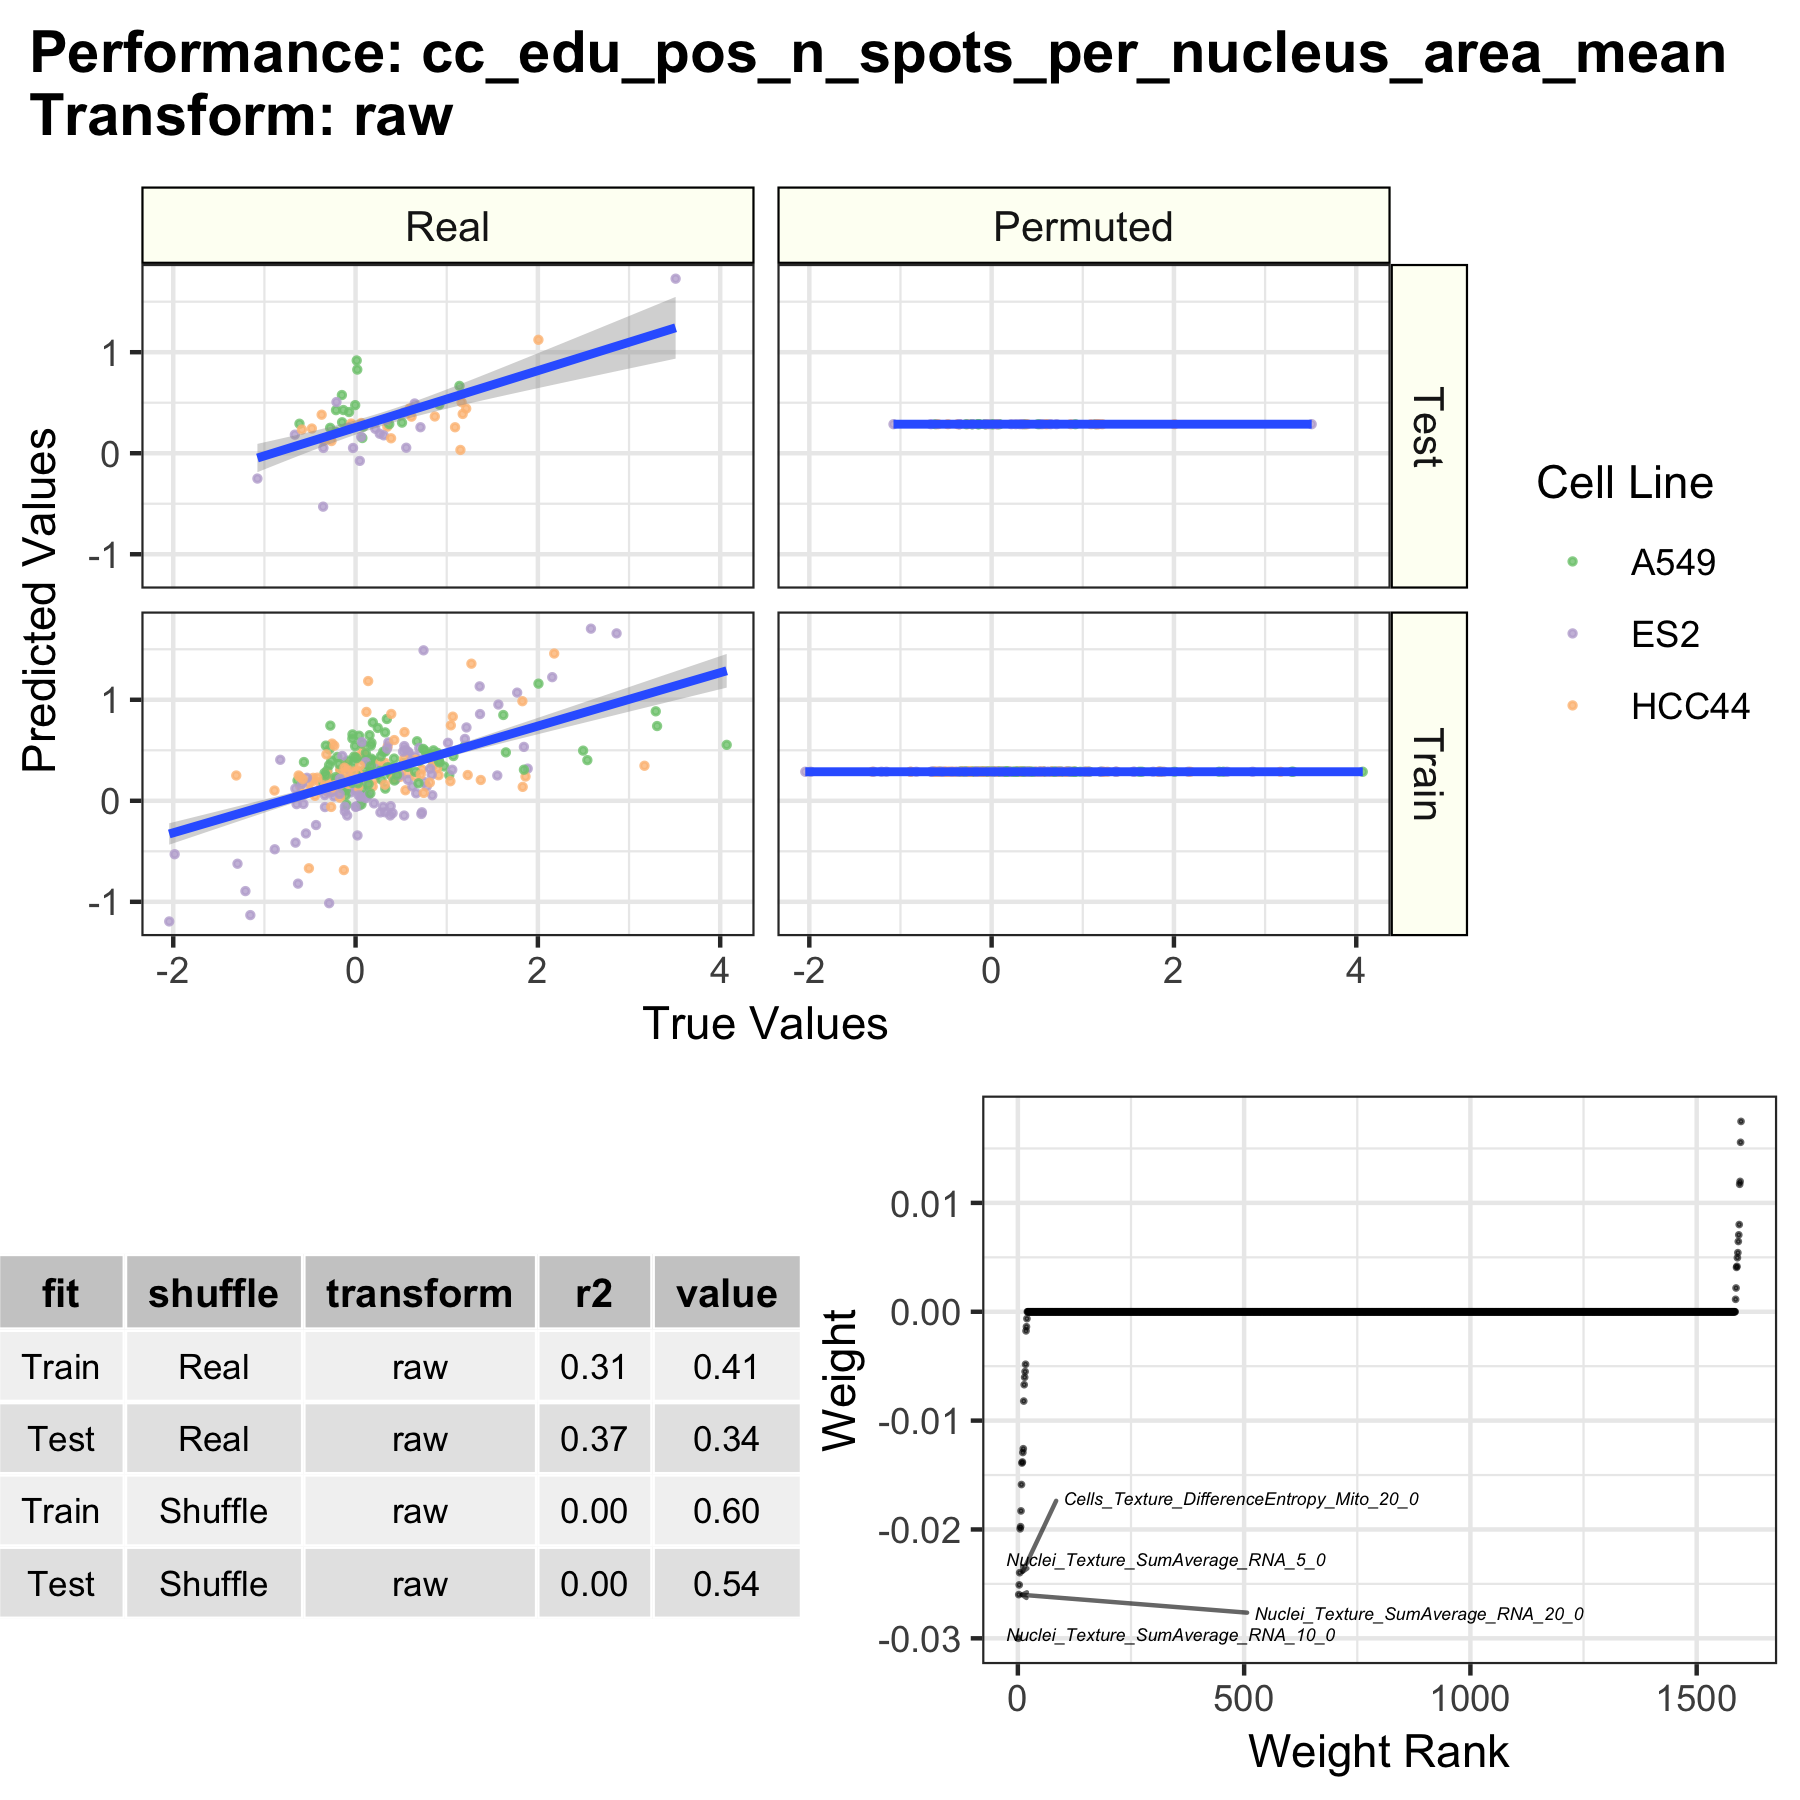 Performance: cc_edu_pos_n_spots_per_nucleus_area_mean
Transform: raw
Real
Permuted
1
0
-1
Test
1
0
-1
Train
Predicted Values
-2
0
2
4
-2
0
2
4
True Values
Cell Line
A549
ES2
HCC44
fit shuffle transform r2 value
Train Real raw 0.31 0.41
Test Real raw 0.37 0.34
Train Shuffle raw 0.00 0.60
Test Shuffle raw 0.00 0.54
Weight
0.01
0.00
-0.01
-0.02
-0.03
Cells_Texture_DifferenceEntropy_Mito_20_0
Nuclei_Texture_SumAverage_RNA_5_0
Nuclei_Texture_SumAverage_RNA_20_0
Nuclei_Texture_SumAverage_RNA_10_0
0
500
1000
1500
Weight Rank